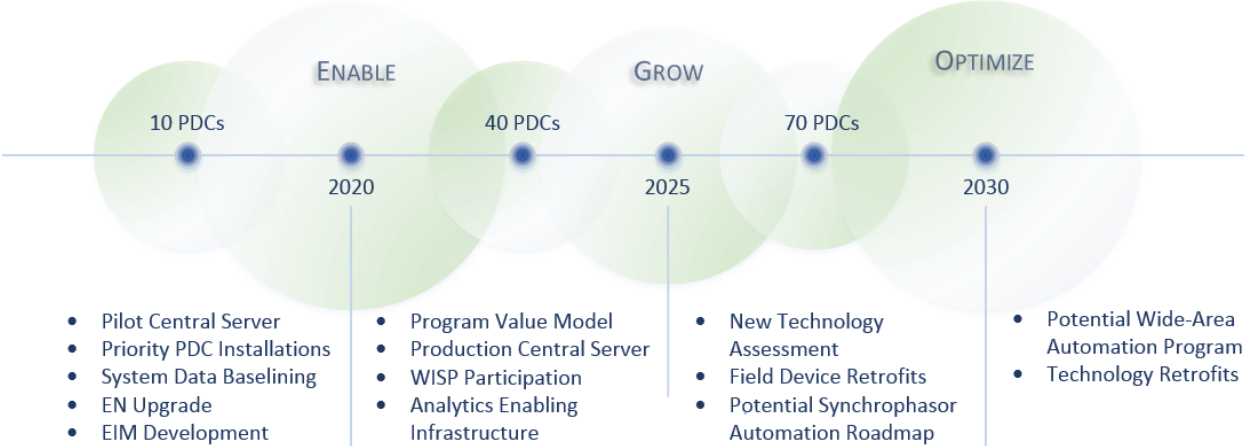 ENABLE
GROW
OPTIMIZE
10 PDCs
40 PDCs
70 PDCs
2020
2025
2030
• Pilot Central Server
• Priority PDC Installations
• System Data Baselining
• EN Upgrade
• EIM Development
• Program Value Model
• Production Central Server
• WISP Participation
• Analytics Enabling
Infrastructure
• New Technology
Assessment
• Field Device Retrofits
• Potential Synchrophasor
Automation Roadmap
• Potential Wide-Area
Automation Program
• Technology Retrofits